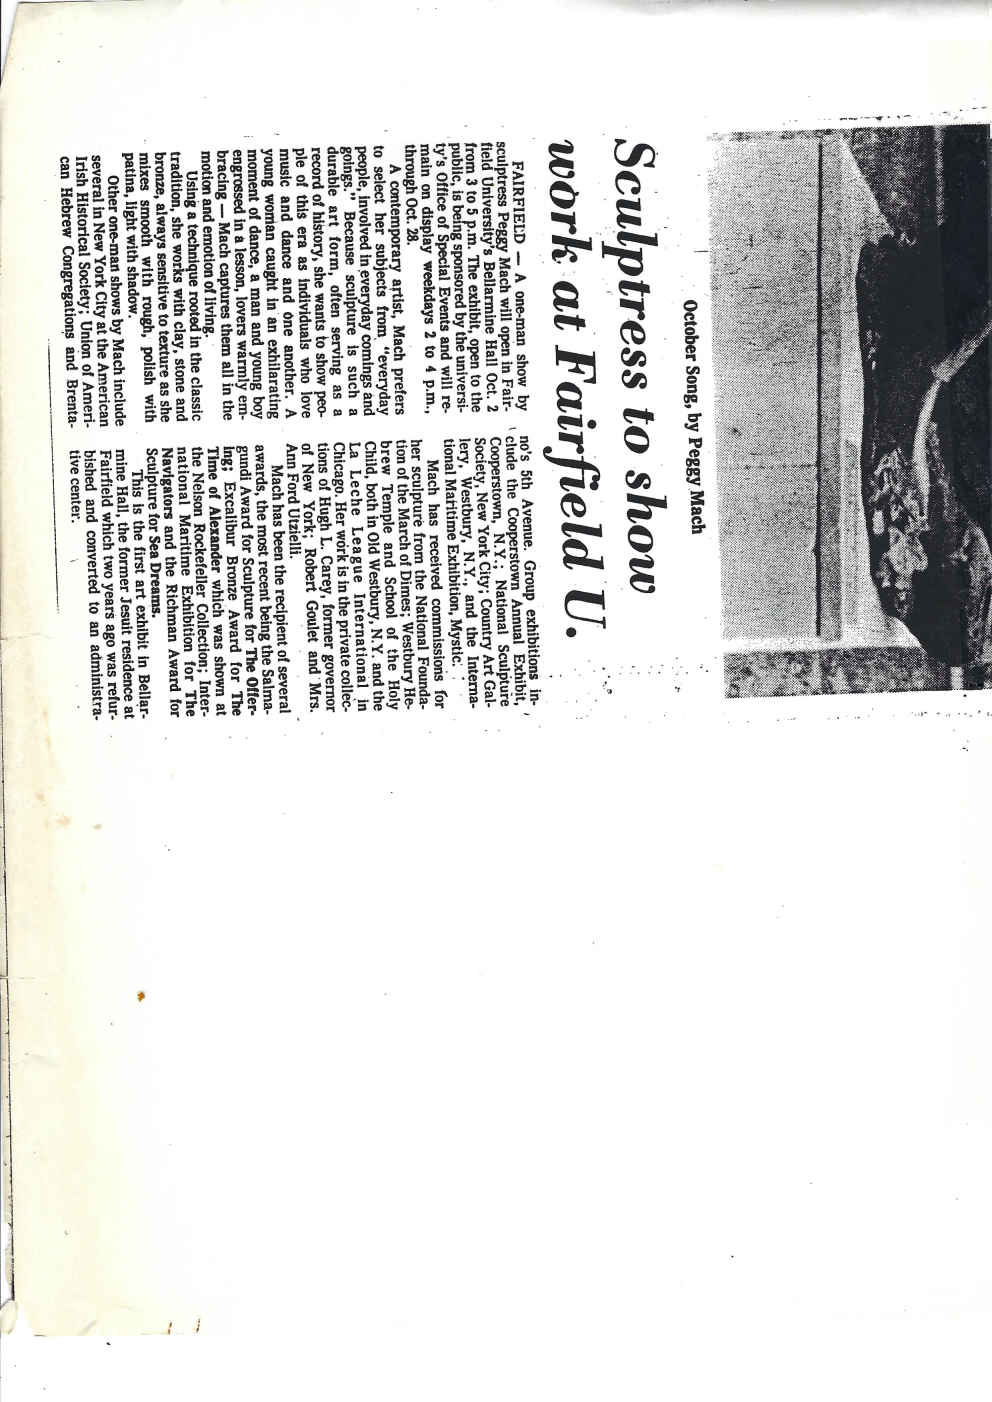 October Song, by Peggy Mach
Sculptress to show
work at Fairfield U.
FAIRFIELD — A one-man show by
sculptress Peggy Mach will open in Fair-
field University's Bellarmine Hall Oct. 2
from 3 to 5 p.m. The exhibit, open to the
public, is being sponsored by the universi-
ty's Office of Special Events and will re-
main on display weekdays 2 to 4 p.m.,
through Oct. 28.
A contemporary artist, Mach prefers
to select her subjects from "everyday
people, involved in everyday comings and
goings." Because sculpture is such a
durable art form, often serving as a
record of history, she wants to show peo-
ple of this era as individuals who love
music and dance and one another. A
young woman caught in an exhilarating
moment of dance, a man and young boy
engrossed in a lesson, lovers warmly em-
bracing — Mach captures them all in the
motion and emotion of living.
Using a technique rooted in the classic
tradition, she works with clay, stone and
bronze, always sensitive to texture as she
mixes smooth with rough, polish with
patina, light with shadow.
Other one-man shows by Mach include
several in New York City at the American
Irish Historical Society; Union of Ameri-
can Hebrew Congregations and Brenta-
no's 5th Avenue. Group exhibitions in-
clude the Cooperstown Annual Exhibit,
Cooperstown, N.Y.; National Sculpture
Society, New York City; Country Art Gal-
lery, Westbury, N.Y., and the Interna-
tional Maritime Exhibition, Mystic.
Mach has received commissions for
her sculpture from the National Founda-
tion of the March of Dimes; Westbury He-
brew Temple and School of the Holy
Child, both in Old Westbury, N.Y. and the
La Leche League International in
Chicago. Her work is in the private collec-
tions of Hugh L. Carey, former governor
of New York; Robert Goulet and Mrs.
Ann Ford Utzielli.
Mach has been the recipient of several
awards, the most recent being the Salma-
gundi Award for Sculpture for The Offer-
ing; Excalibur Bronze Award for The
Time of Alexander which was shown at
the Nelson Rockefeller Collection; Inter-
national Maritime Exhibition for The
Navigators and the Richman Award for
Sculpture for Sea Dreams.
This is the first art exhibit in Bellar-
mine Hall, the former Jesuit residence at
Fairfield which two years ago was refur-
bished and converted to an administra-
tive center.